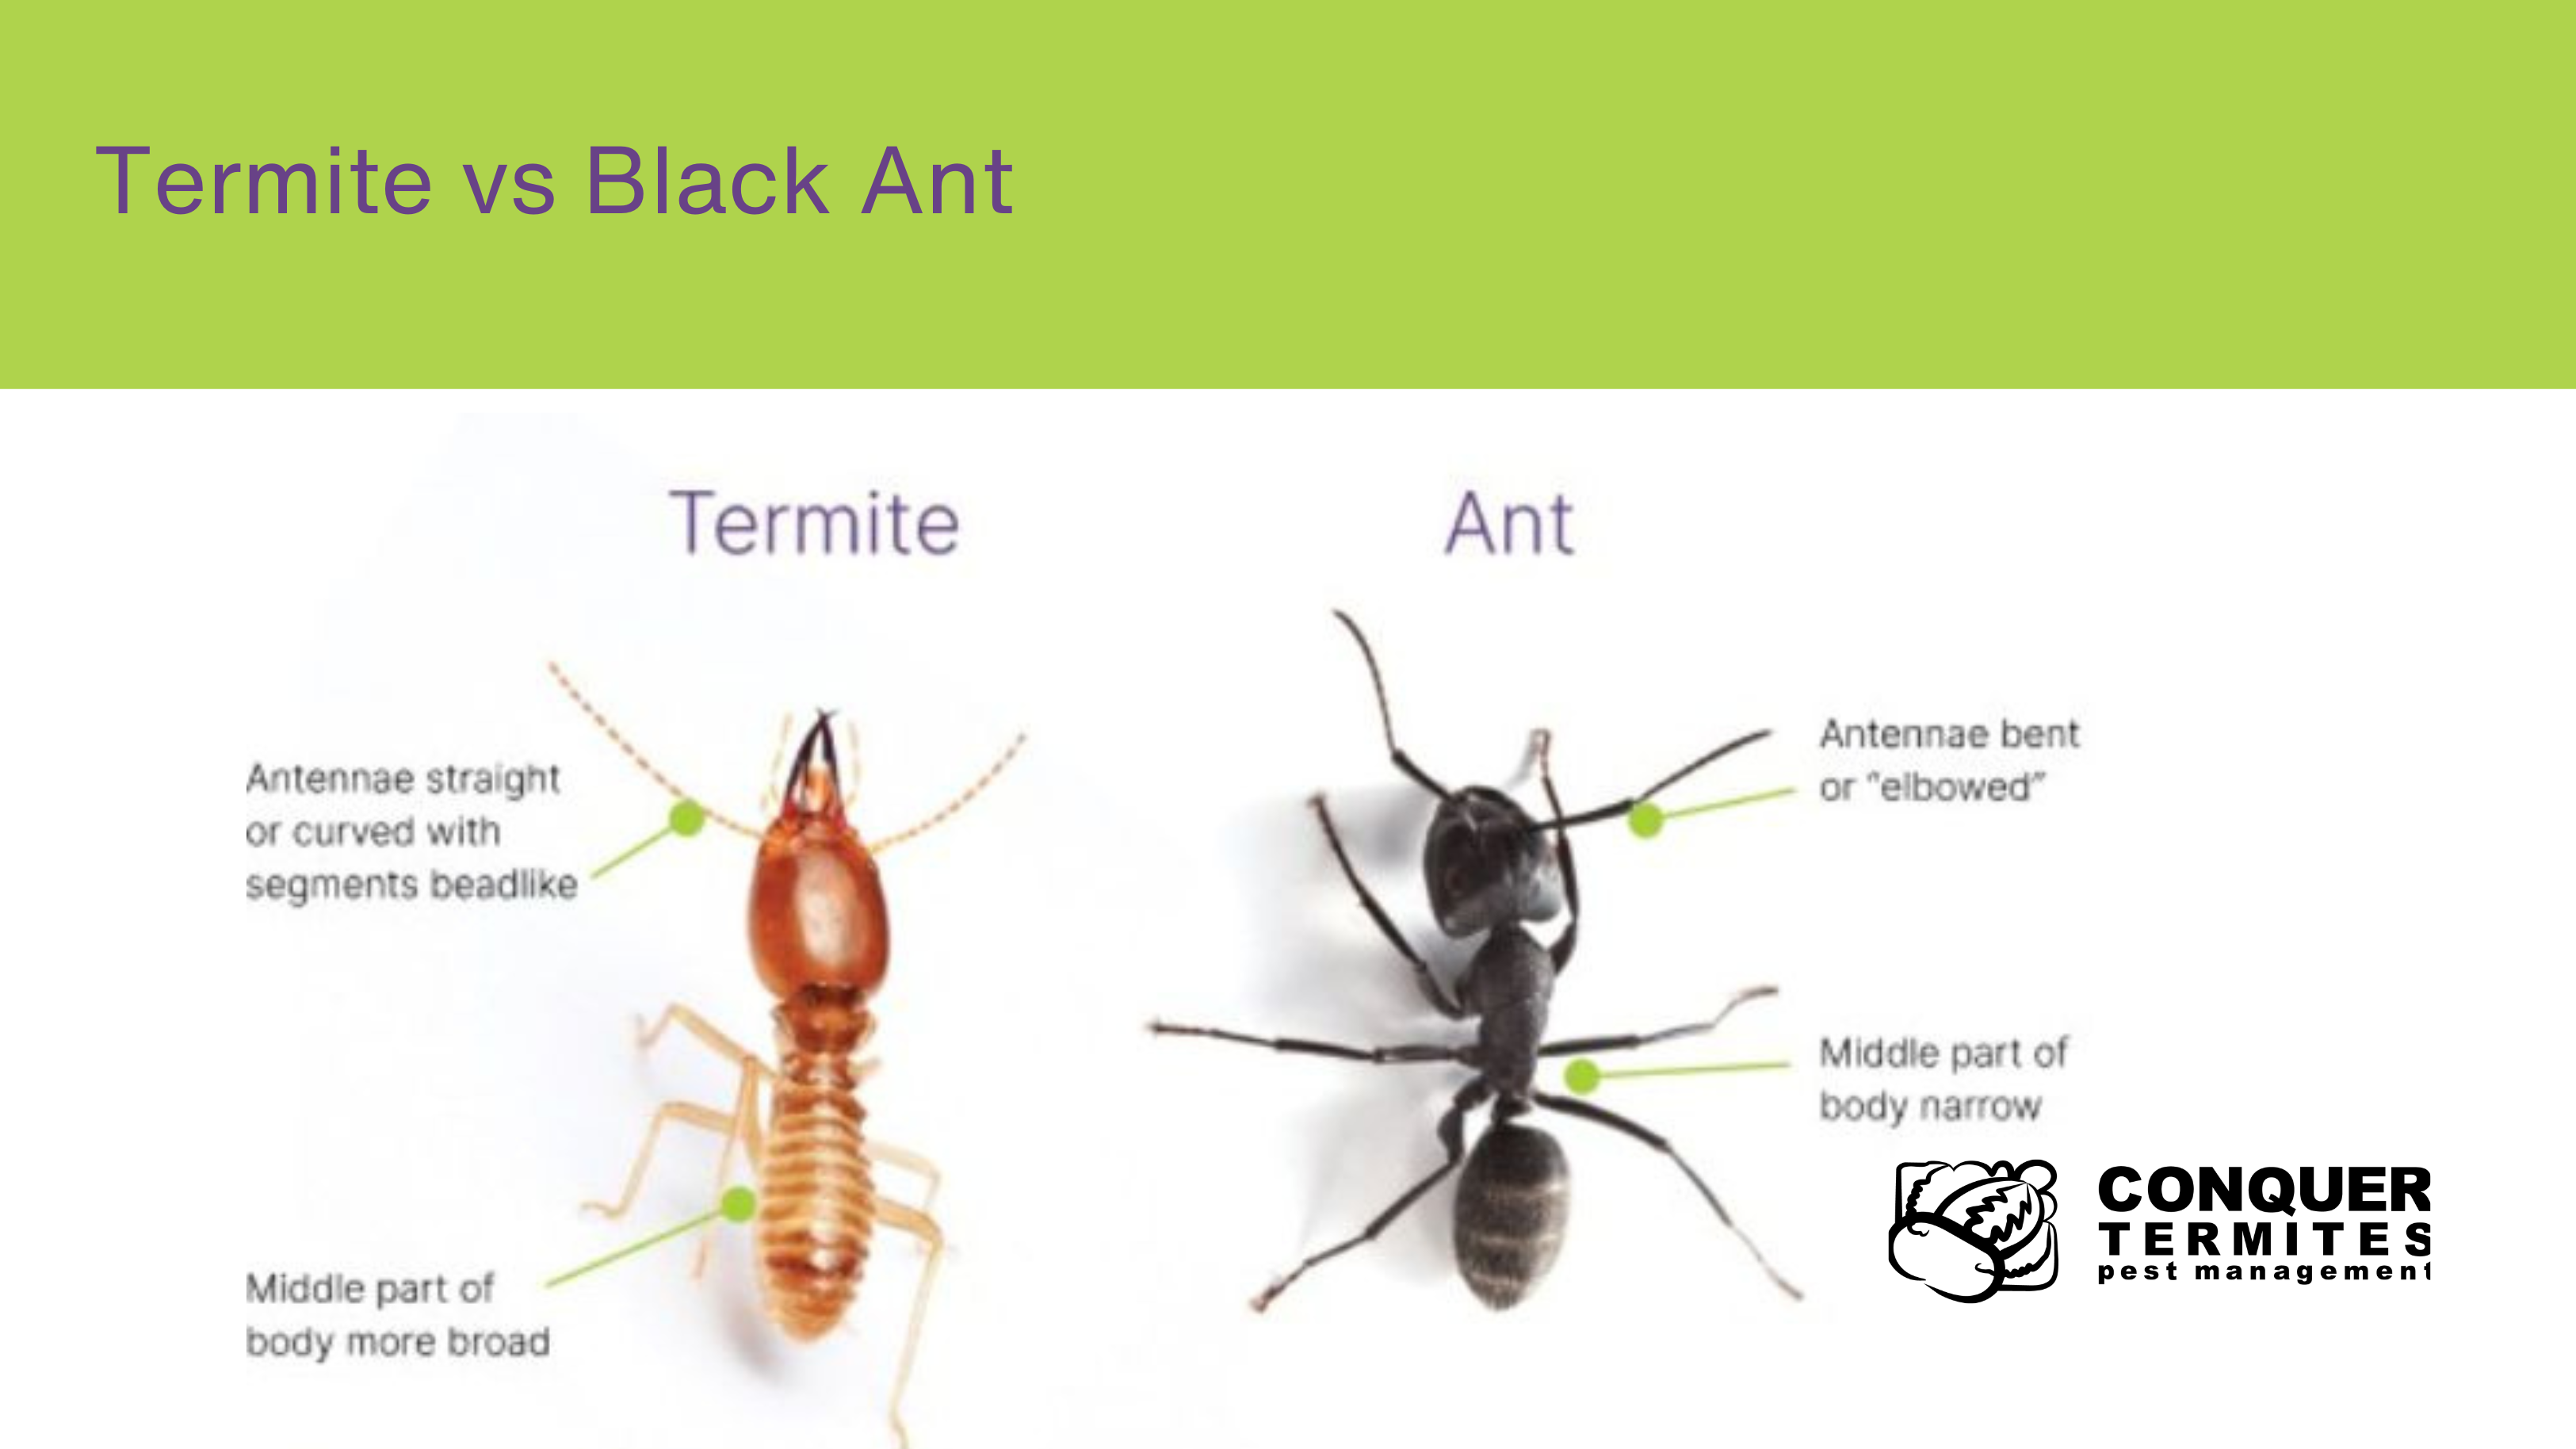 Termite vs Black Ant
Termite
Ant
Antennae straight
or curved with
segments beadlike
Antennae bent
or “elbowed”
Middle part of
body narrow
Middle part of
body more broad
CONQUER
TERMITES
pest management